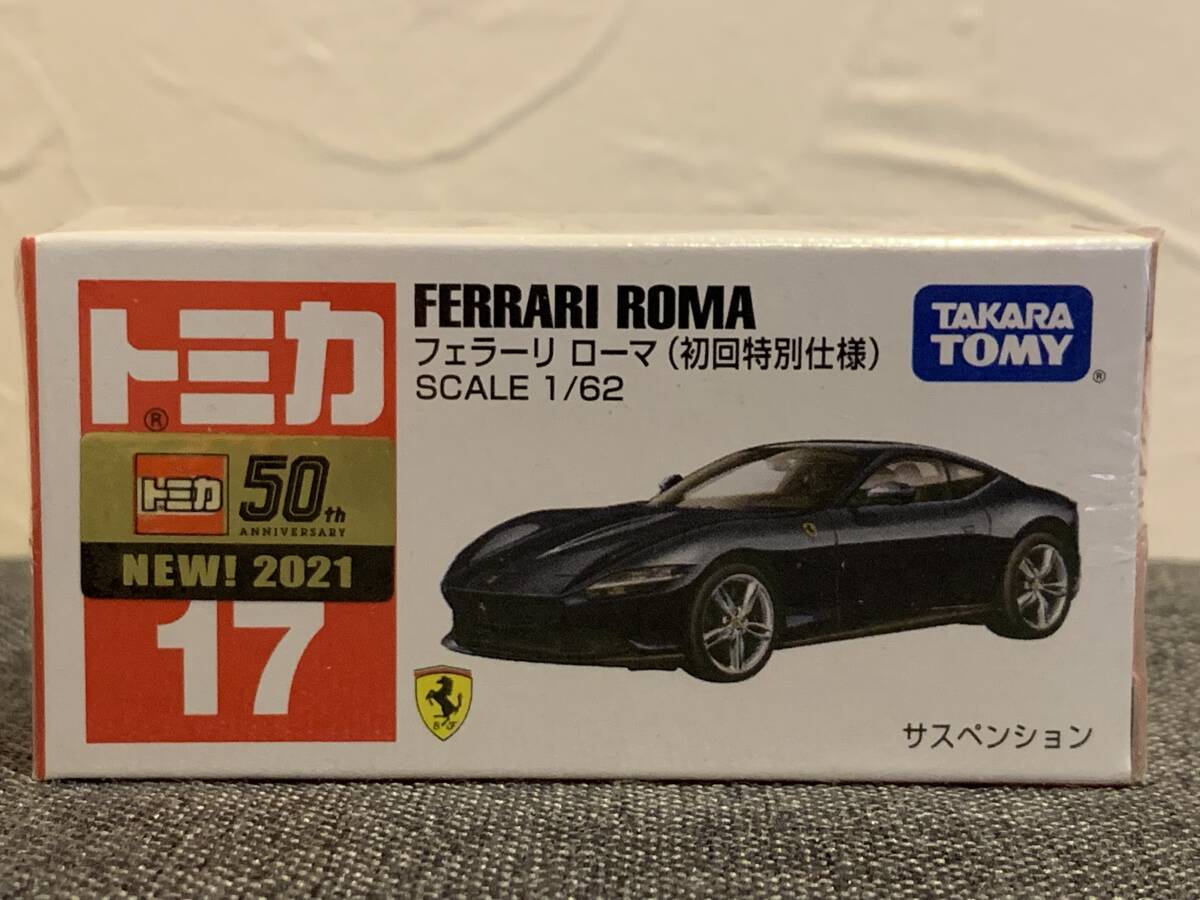 トミカ
®
トミカ 50th
ANNIVERSARY
NEW! 2021
17
FERRARI ROMA
フェラーリ ローマ(初回特別仕様)
SCALE 1/62
TAKARA
TOMY
®
S F
サスペンション